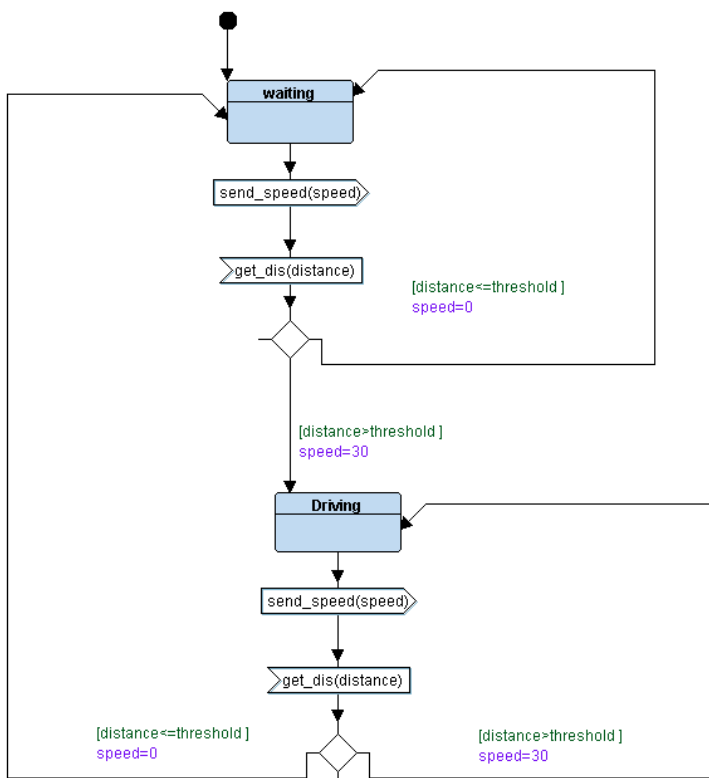 waiting
send_speed(speed)
get_dis(distance)
[distance<=threshold ]
speed=0
[distance>threshold ]
speed=30
Driving
send_speed(speed)
get_dis(distance)
[distance<=threshold ]
speed=0
[distance>threshold ]
speed=30